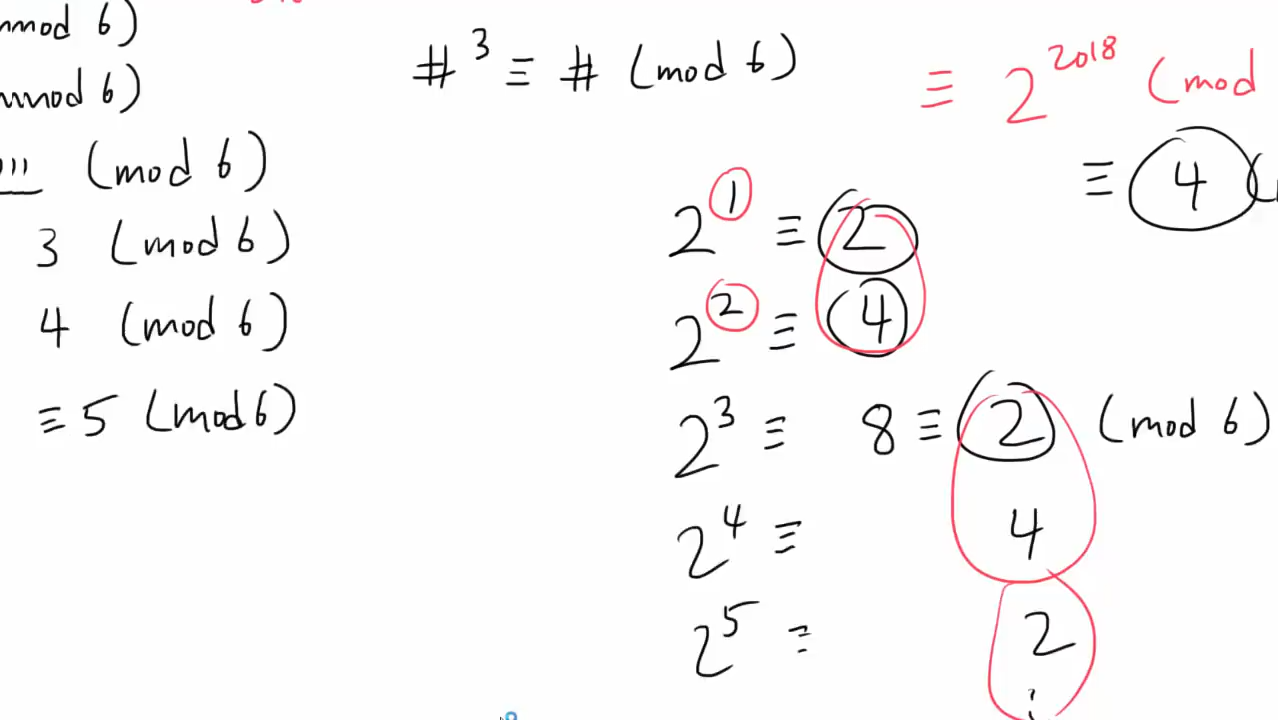 mod 6)
mod 6)
(mod 6)
3 (mod 6)
4 (mod 6)
≡ 5 (mod 6)
#³ ≡ # (mod 6)
≡ 2²⁰¹⁸ (mod
≡ 4 (
2¹ ≡ 2
2² ≡ 4
2³ ≡ 8 ≡ 2 (mod 6)
2⁴ ≡ 4
2⁵ ≡ 2